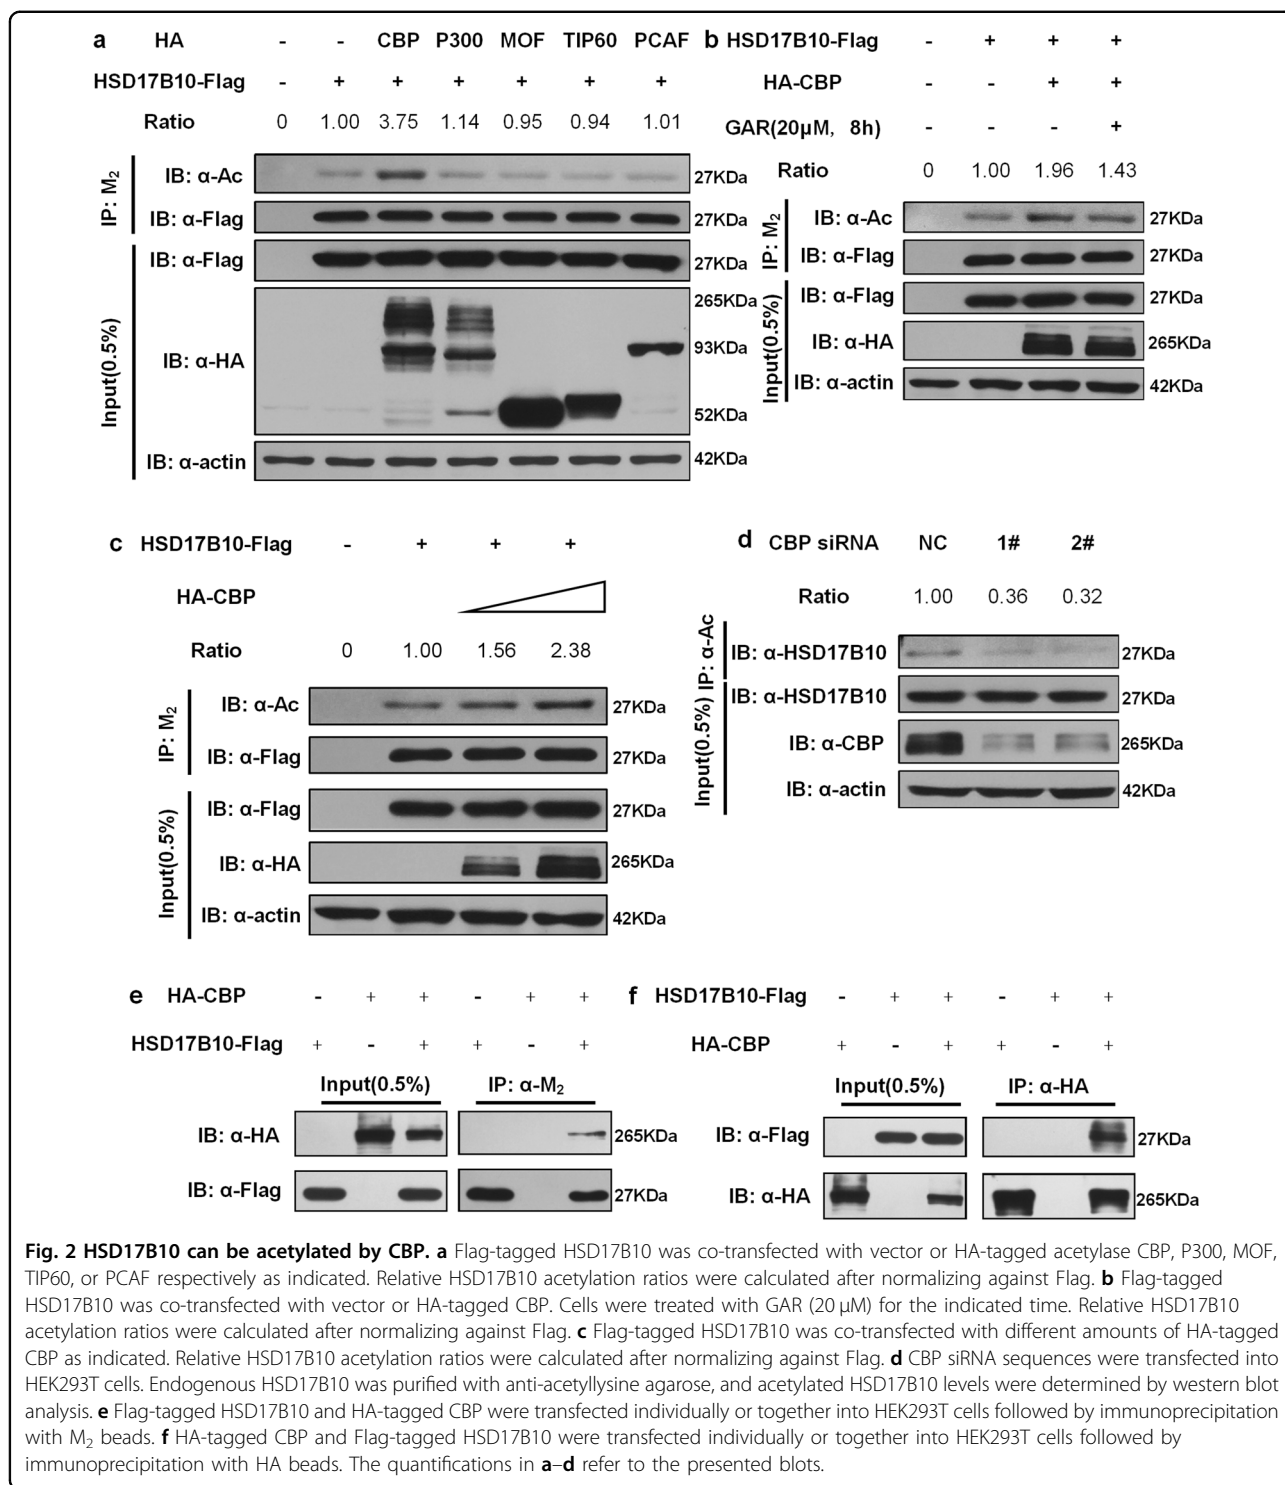 a HA - - CBP P300 MOF TIP60 PCAF
HSD17B10-Flag - + + + + + +
Ratio 0 1.00 3.75 1.14 0.95 0.94 1.01
IP: M2
IB: α-Ac 27KDa
IB: α-Flag 27KDa
Input(0.5%)
IB: α-Flag 27KDa
IB: α-HA 265KDa
93KDa
52KDa
IB: α-actin 42KDa
b HSD17B10-Flag - + + +
HA-CBP - - + +
GAR(20μM, 8h) - - - +
Ratio 0 1.00 1.96 1.43
IP: M2
IB: α-Ac 27KDa
IB: α-Flag 27KDa
Input(0.5%)
IB: α-Flag 27KDa
IB: α-HA 265KDa
IB: α-actin 42KDa
c HSD17B10-Flag - + + +
HA-CBP
Ratio 0 1.00 1.56 2.38
IP: M2
IB: α-Ac 27KDa
IB: α-Flag 27KDa
Input(0.5%)
IB: α-Flag 27KDa
IB: α-HA 265KDa
IB: α-actin 42KDa
d CBP siRNA NC 1# 2#
Ratio 1.00 0.36 0.32
IP: α-Ac
IB: α-HSD17B10 27KDa
Input(0.5%)
IB: α-HSD17B10 27KDa
IB: α-CBP 265KDa
IB: α-actin 42KDa
e HA-CBP - + + - + +
HSD17B10-Flag + - + + - +
Input(0.5%) IP: α-M2
IB: α-HA 265KDa
IB: α-Flag 27KDa
f HSD17B10-Flag - + + - + +
HA-CBP + - + + - +
Input(0.5%) IP: α-HA
IB: α-Flag 27KDa
IB: α-HA 265KDa
Fig. 2 HSD17B10 can be acetylated by CBP. a Flag-tagged HSD17B10 was co-transfected with vector or HA-tagged acetylase CBP, P300, MOF,
TIP60, or PCAF respectively as indicated. Relative HSD17B10 acetylation ratios were calculated after normalizing against Flag. b Flag-tagged
HSD17B10 was co-transfected with vector or HA-tagged CBP. Cells were treated with GAR (20 μM) for the indicated time. Relative HSD17B10
acetylation ratios were calculated after normalizing against Flag. c Flag-tagged HSD17B10 was co-transfected with different amounts of HA-tagged
CBP as indicated. Relative HSD17B10 acetylation ratios were calculated after normalizing against Flag. d CBP siRNA sequences were transfected into
HEK293T cells. Endogenous HSD17B10 was purified with anti-acetyllysine agarose, and acetylated HSD17B10 levels were determined by western blot
analysis. e Flag-tagged HSD17B10 and HA-tagged CBP were transfected individually or together into HEK293T cells followed by immunoprecipitation
with M2 beads. f HA-tagged CBP and Flag-tagged HSD17B10 were transfected individually or together into HEK293T cells followed by
immunoprecipitation with HA beads. The quantifications in a–d refer to the presented blots.